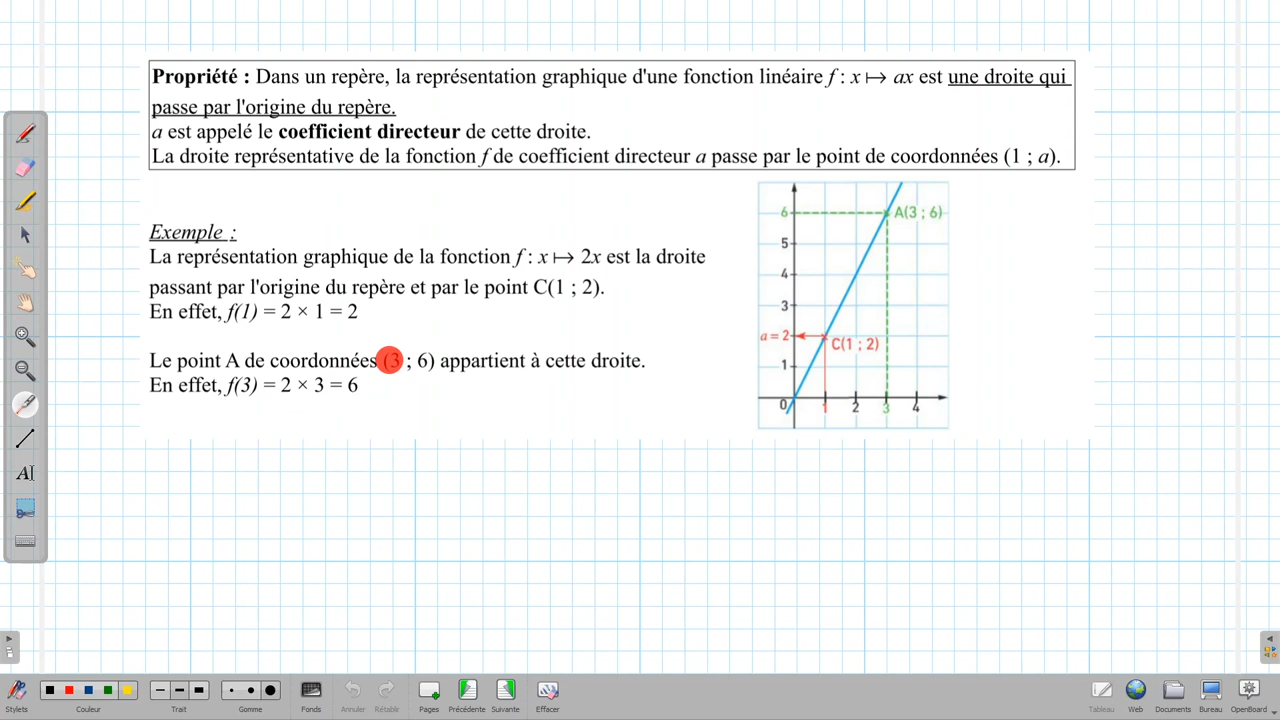 Propriété : Dans un repère, la représentation graphique d'une fonction linéaire f : x ↦ ax est une droite qui
passe par l'origine du repère.
a est appelé le coefficient directeur de cette droite.
La droite représentative de la fonction f de coefficient directeur a passe par le point de coordonnées (1 ; a).
Exemple :
La représentation graphique de la fonction f : x ↦ 2x est la droite
passant par l'origine du repère et par le point C(1 ; 2).
En effet, f(1) = 2 × 1 = 2
Le point A de coordonnées (3 ; 6) appartient à cette droite.
En effet, f(3) = 2 × 3 = 6
6 A(3 ; 6)
5
4
3
a = 2 C(1 ; 2)
1
0 1 2 3 4
AI
Stylets Couleur Trait Gomme Fonds Annuler Rétablir Pages Précédente Suivante Effacer Tableau Web Documents Bureau OpenBoard